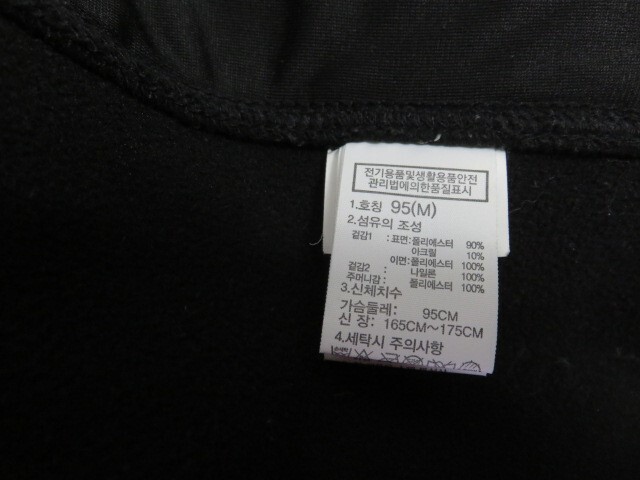 전기용품및생활용품안전
관리법에의한품질표시
1.호칭 95(M)
2.섬유의 조성
겉감1 : 표면:폴리에스터 90%
아크릴 10%
이면:폴리에스터 100%
겉감2 : 나일론 100%
주머니감 : 폴리에스터 100%
3.신체치수
가슴둘레: 95CM
신 장: 165CM~175CM
4.세탁시 주의사항